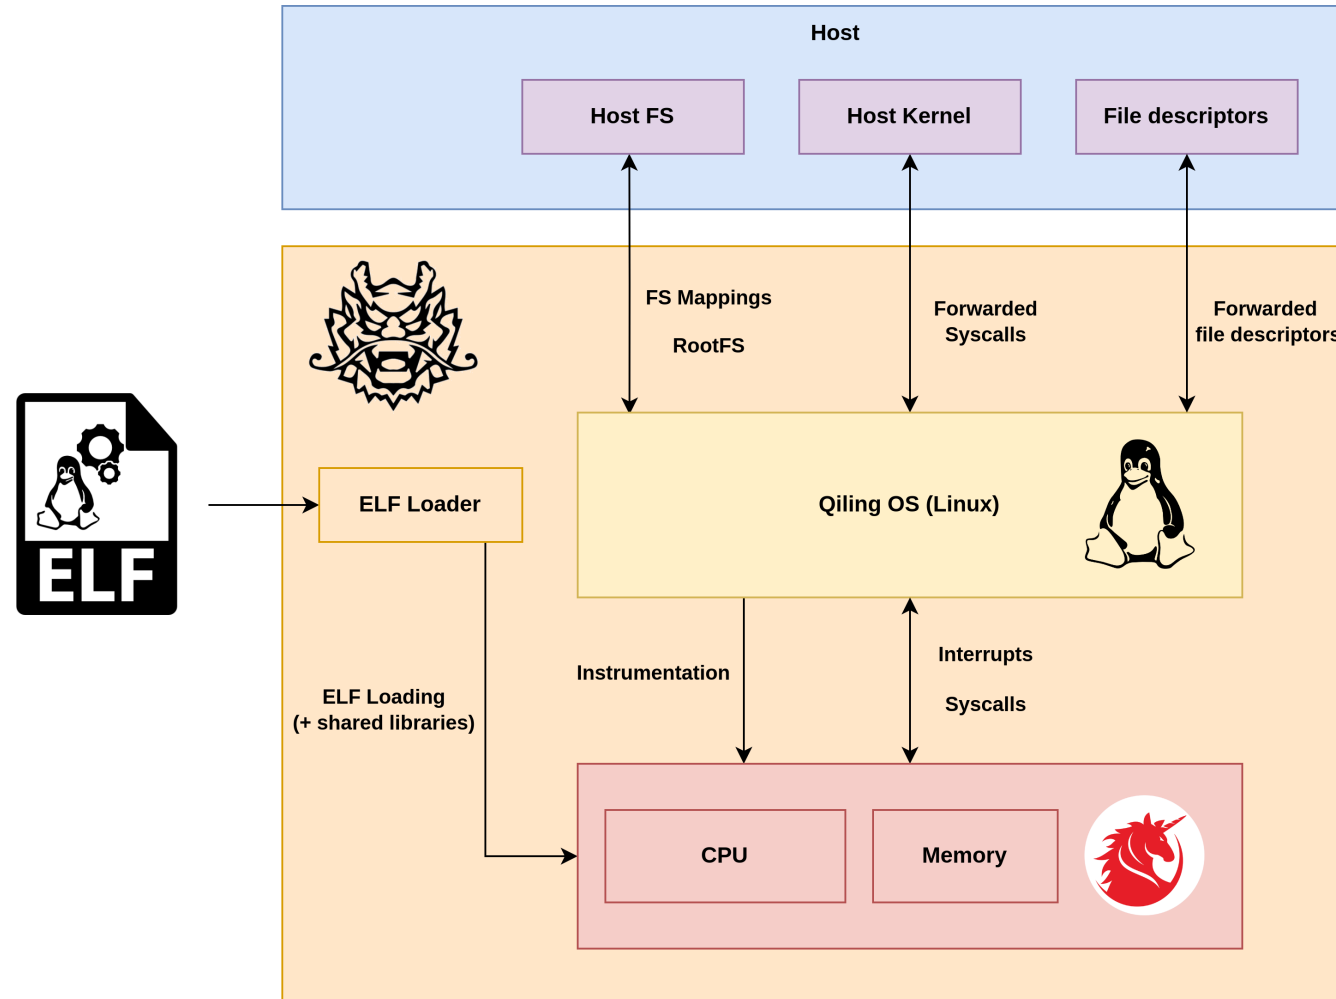 Host
Host FS
Host Kernel
File descriptors
FS Mappings
RootFS
Forwarded
Syscalls
Forwarded
file descriptors
ELF
ELF Loader
Qiling OS (Linux)
ELF Loading
(+ shared libraries)
Instrumentation
Interrupts
Syscalls
CPU
Memory